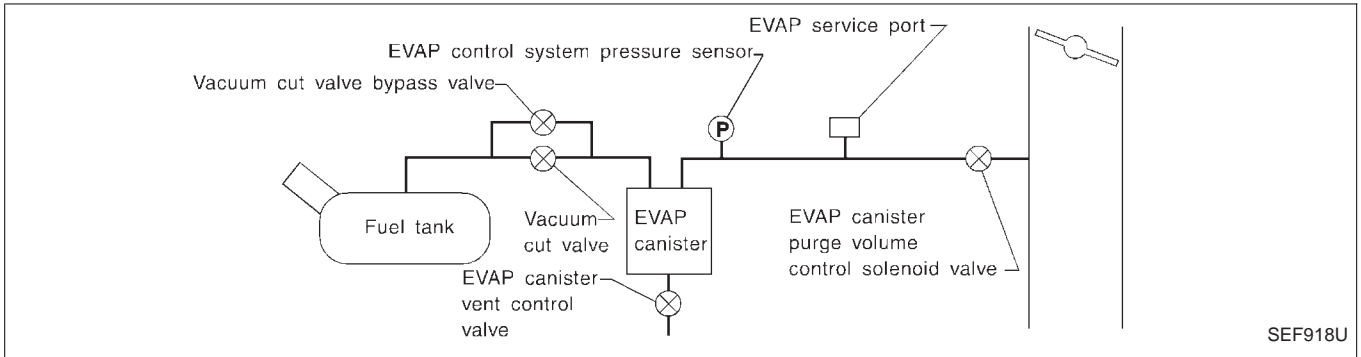 EVAP service port
EVAP control system pressure sensor
Vacuum cut valve bypass valve
P
Fuel tank
Vacuum
cut valve
EVAP
canister
EVAP canister
purge volume
control solenoid valve
EVAP canister
vent control
valve
SEF918U